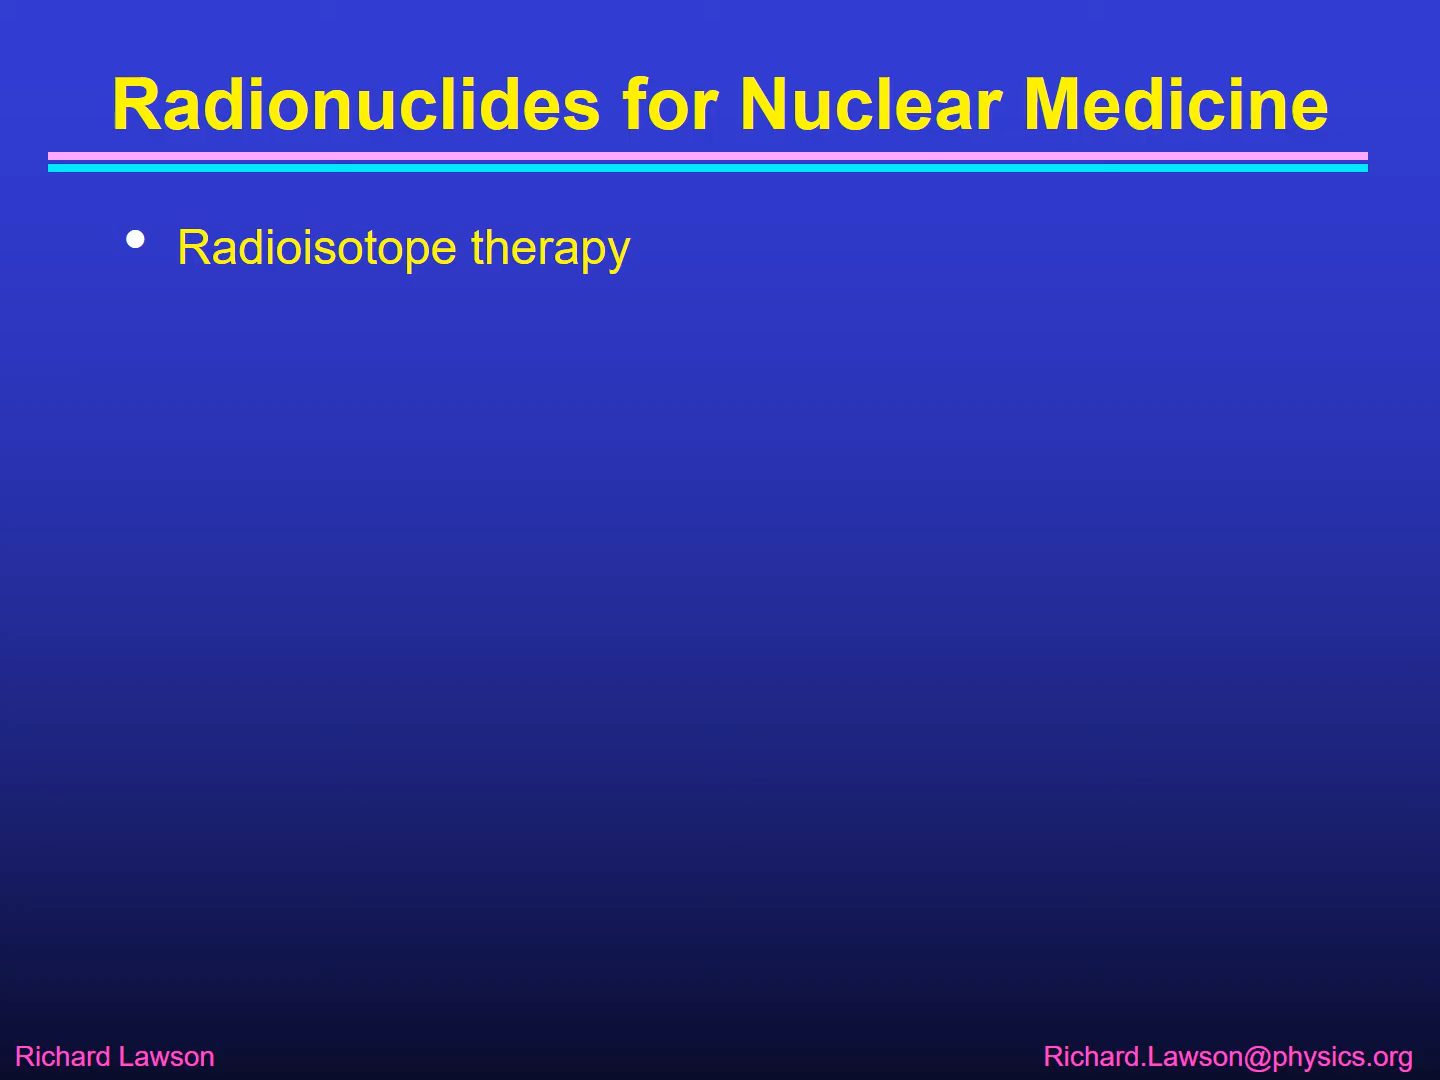 Radionuclides for Nuclear Medicine
• Radioisotope therapy
Richard Lawson
Richard.Lawson@physics.org